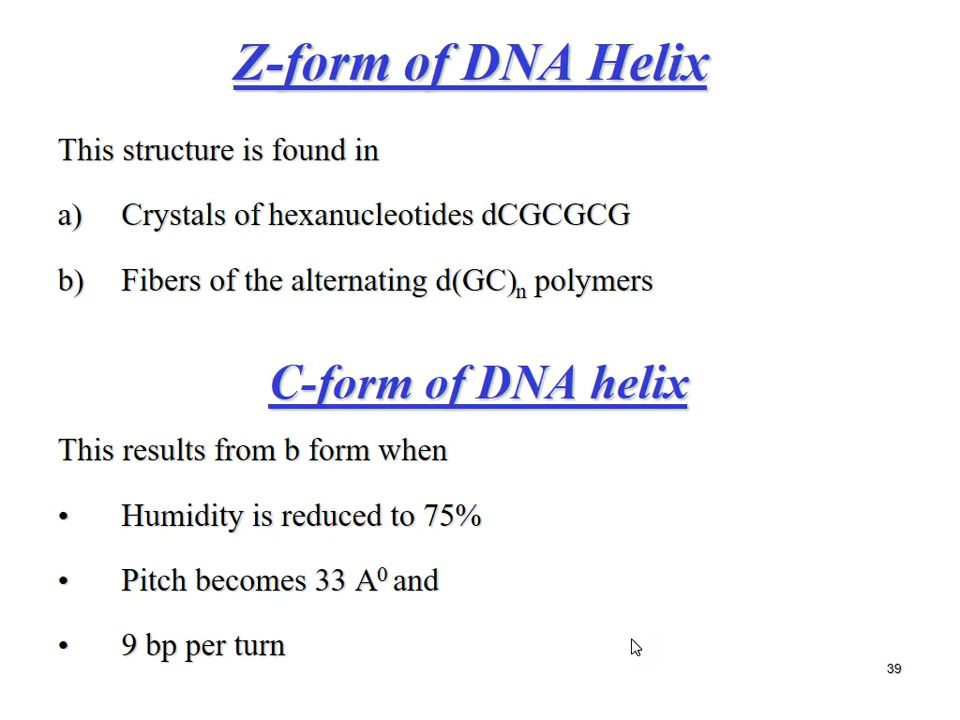 Z-form of DNA Helix
This structure is found in
a) Crystals of hexanucleotides dCGCGCG
b) Fibers of the alternating d(GC)n polymers
C-form of DNA helix
This results from b form when
• Humidity is reduced to 75%
• Pitch becomes 33 A⁰ and
• 9 bp per turn
39